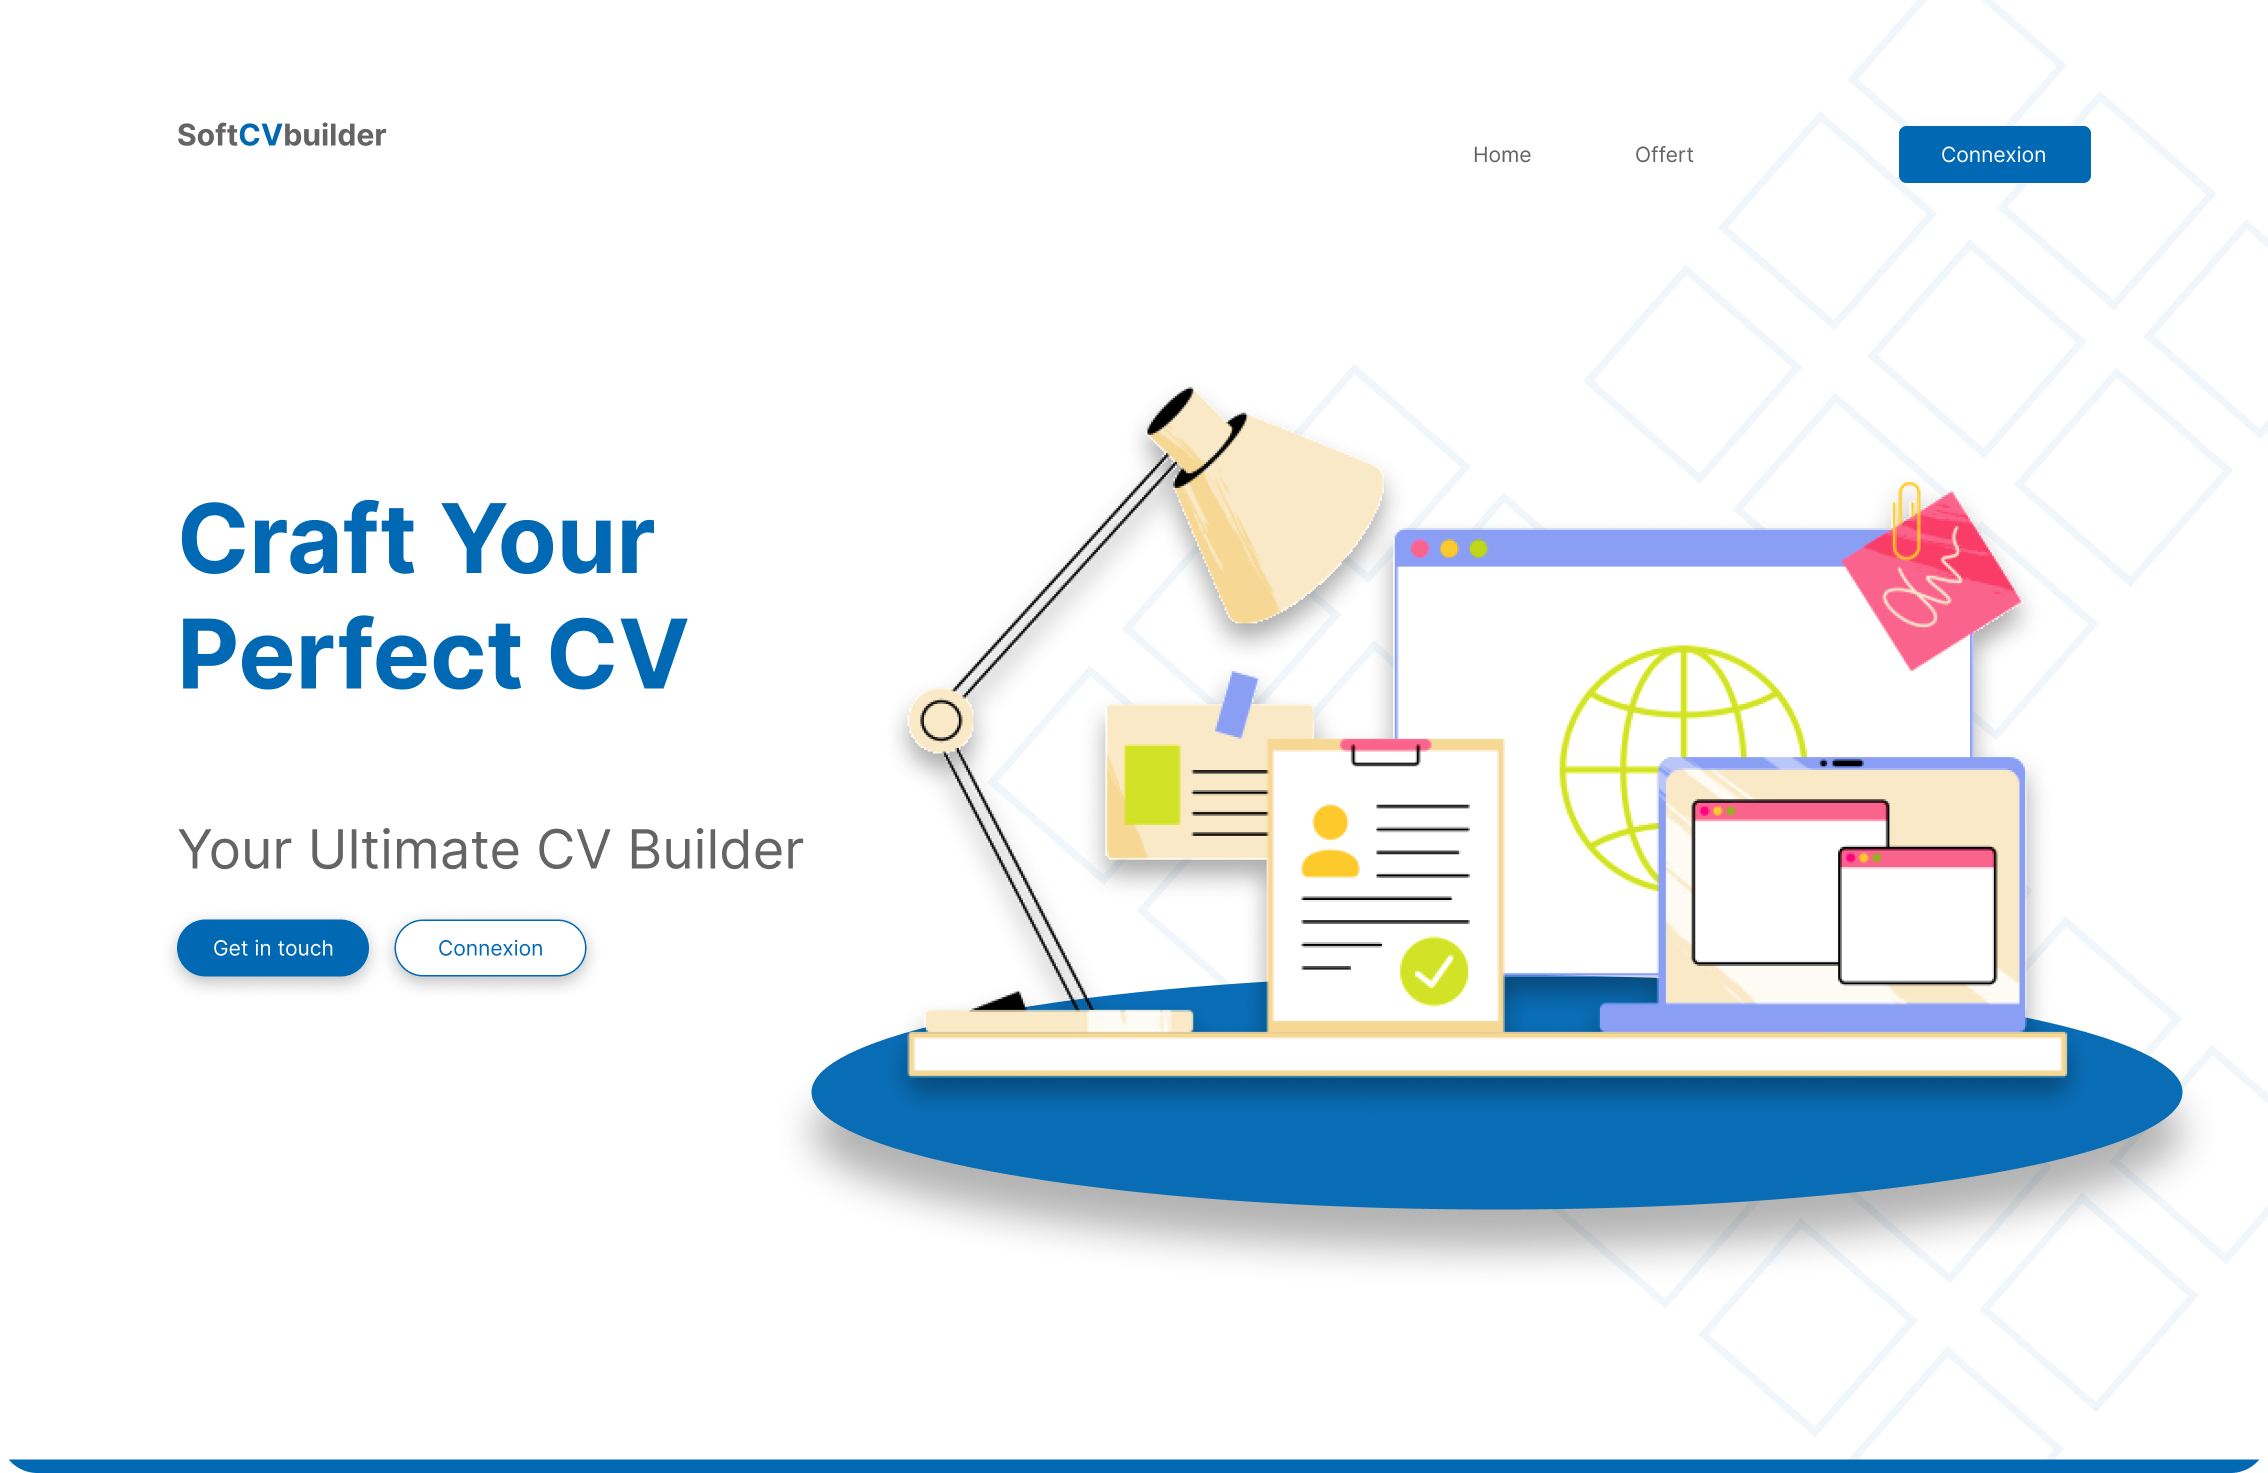 SoftCVbuilder
Home
Offert
Connexion
Craft Your
Perfect CV
Your Ultimate CV Builder
Get in touch
Connexion